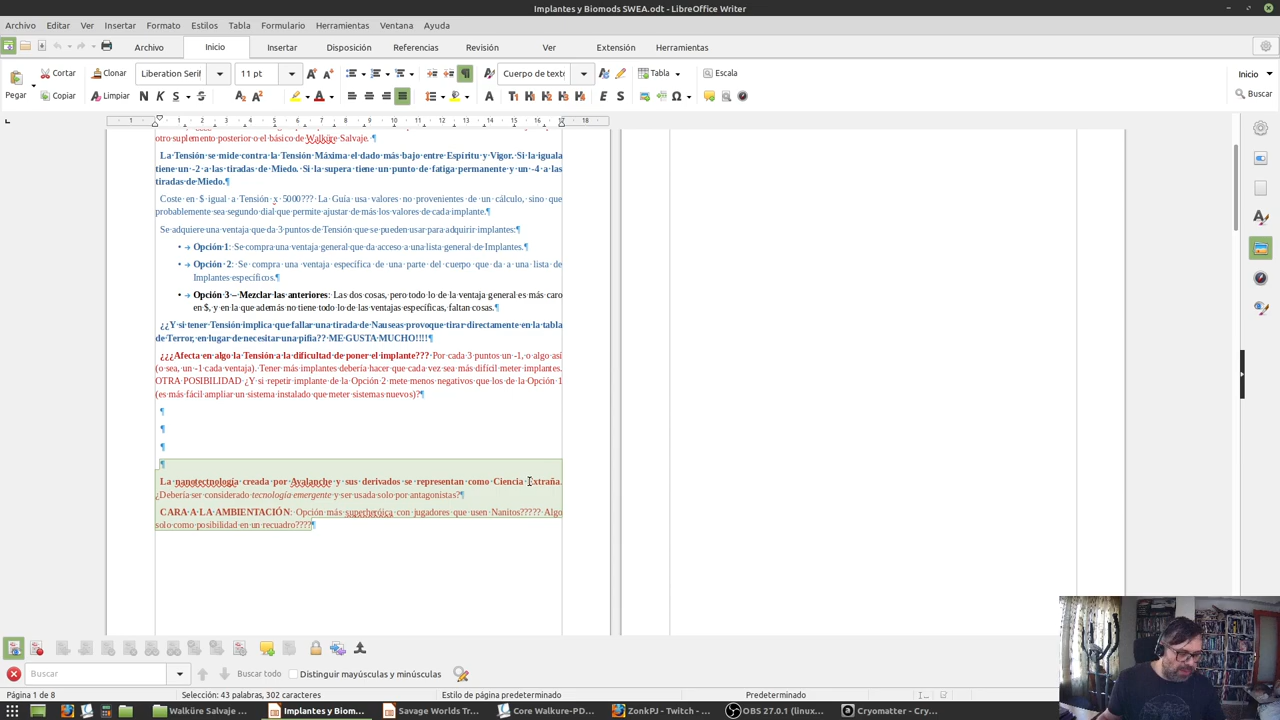 Implantes y Biomods SWEA.odt - LibreOffice Writer
Archivo Editar Ver Insertar Formato Estilos Tabla Formulario Herramientas Ventana Ayuda
Archivo Inicio Insertar Disposición Referencias Revisión Ver Extensión Herramientas
Cortar Clonar Liberation Serif 11 pt Cuerpo de texto Tabla Escala Inicio
Pegar Copiar Limpiar Buscar
otro suplemento posterior o el básico de Walküre Salvaje. ¶
La Tensión se mide contra la Tensión Máxima el dado más bajo entre Espíritu y Vigor. Si la iguala
tiene un -2 a las tiradas de Miedo. Si la supera tiene un punto de fatiga permanente y un -4 a las
tiradas de Miedo.¶
Coste en $ igual a Tensión x 5000??? La Guía usa valores no provenientes de un cálculo, sino que
probablemente sea segundo dial que permite ajustar de más los valores de cada implante.¶
Se adquiere una ventaja que da 3 puntos de Tensión que se pueden usar para adquirir implantes:¶
• Opción 1: Se compra una ventaja general que da acceso a una lista general de Implantes.¶
• Opción 2: Se compra una ventaja específica de una parte del cuerpo que da a una lista de
Implantes específicos.¶
• Opción 3 – Mezclar las anteriores: Las dos cosas, pero todo lo de la ventaja general es más caro
en $, y en la que además no tiene todo lo de las ventajas específicas, faltan cosas.¶
¿¿Y si tener Tensión implica que fallar una tirada de Nauseas provoque tirar directamente en la tabla
de Terror, en lugar de necesitar una pifia?? ME GUSTA MUCHO!!!!¶
¿¿¿Afecta en algo la Tensión a la dificultad de poner el implante??? Por cada 3 puntos un -1, o algo así
(o sea, un -1 cada ventaja). Tener más implantes debería hacer que cada vez sea más difícil meter implantes.
OTRA POSIBILIDAD ¿Y si repetir implante de la Opción 2 mete menos negativos que los de la Opción 1
(es más fácil ampliar un sistema instalado que meter sistemas nuevos)?¶
¶
¶
¶
¶
La nanotectnología creada por Avalanche y sus derivados se representan como Ciencia Extraña.
¿Debería ser considerado tecnología emergente y ser usada solo por antagonistas?¶
CARA A LA AMBIENTACIÓN: Opción más superheróica con jugadores que usen Nanitos????? Algo
solo como posibilidad en un recuadro????¶
Buscar Buscar todo Distinguir mayúsculas y minúsculas
Página 1 de 8 Selección: 43 palabras, 302 caracteres Estilo de página predeterminado Predeterminado
Walküre Salvaje ... Implantes y Biom... Savage Worlds Tr... Core Walkure-PD... ZonkPJ - Twitch - ... OBS 27.0.1 (linux... Cryomatter - Cry...